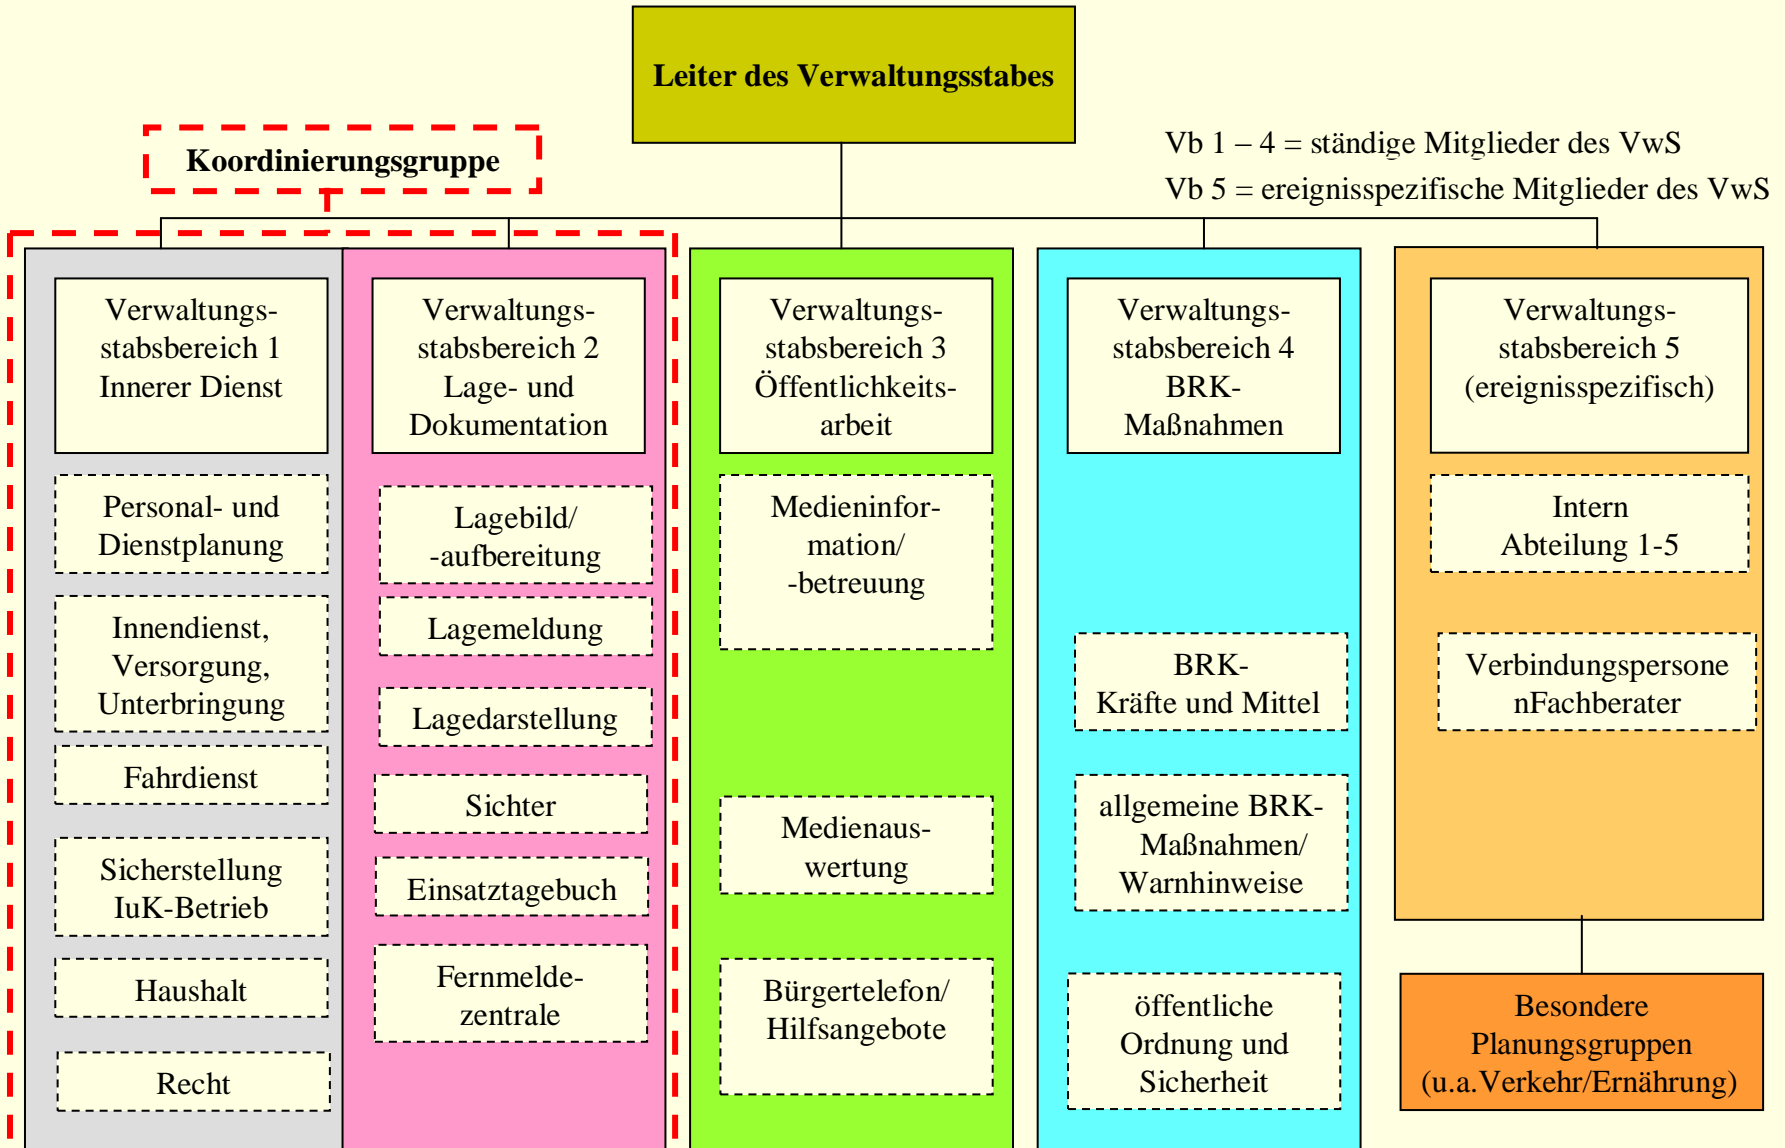 Leiter des Verwaltungsstabes
Koordinierungsgruppe
Vb 1 – 4 = ständige Mitglieder des VwS
Vb 5 = ereignisspezifische Mitglieder des VwS
Verwaltungs-
stabsbereich 1
Innerer Dienst
Personal- und
Dienstplanung
Innendienst,
Versorgung,
Unterbringung
Fahrdienst
Sicherstellung
IuK-Betrieb
Haushalt
Recht
Verwaltungs-
stabsbereich 2
Lage- und
Dokumentation
Lagebild/
-aufbereitung
Lagemeldung
Lagedarstellung
Sichter
Einsatztagebuch
Fernmelde-
zentrale
Verwaltungs-
stabsbereich 3
Öffentlichkeits-
arbeit
Medieninfor-
mation/
-betreuung
Medienaus-
wertung
Bürgertelefon/
Hilfsangebote
Verwaltungs-
stabsbereich 4
BRK-
Maßnahmen
BRK-
Kräfte und Mittel
allgemeine BRK-
Maßnahmen/
Warnhinweise
öffentliche
Ordnung und
Sicherheit
Verwaltungs-
stabsbereich 5
(ereignisspezifisch)
Intern
Abteilung 1-5
Verbindungspersone
nFachberater
Besondere
Planungsgruppen
(u.a.Verkehr/Ernährung)